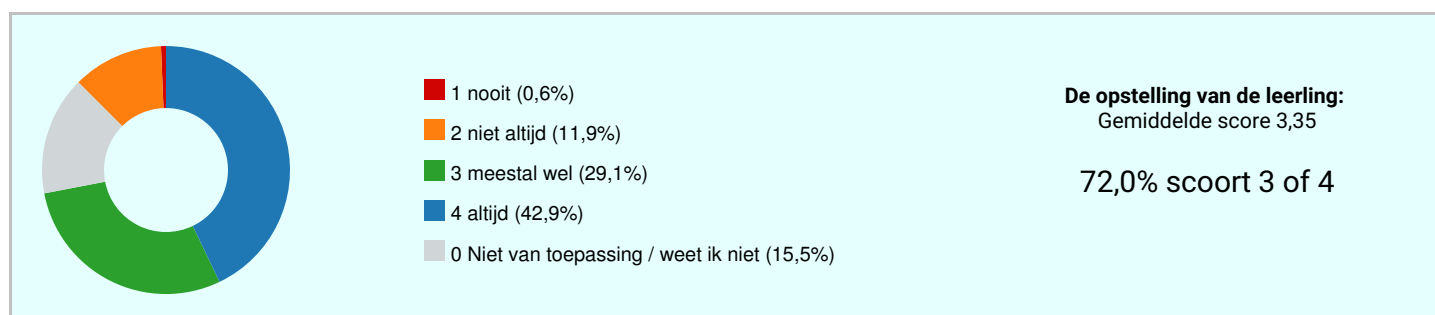 1 nooit (0,6%)
2 niet altijd (11,9%)
3 meestal wel (29,1%)
4 altijd (42,9%)
0 Niet van toepassing / weet ik niet (15,5%)
De opstelling van de leerling:
Gemiddelde score 3,35
72,0% scoort 3 of 4